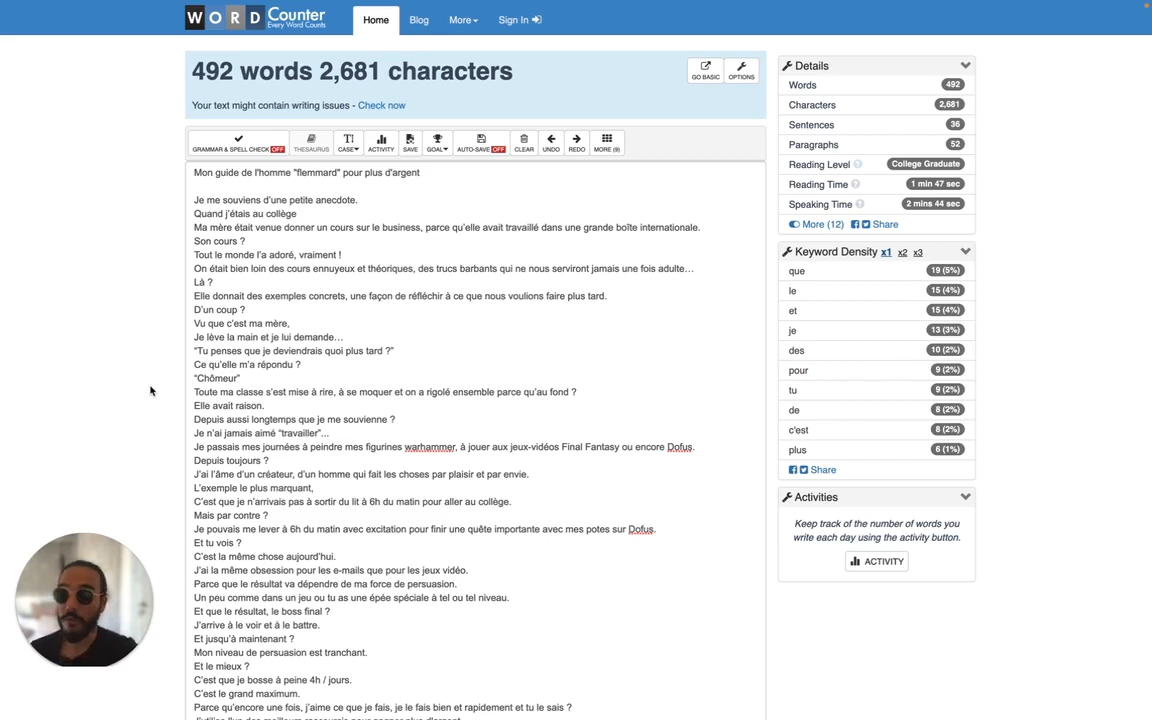 WORD Counter
Every Word Counts
Home
Blog
More
Sign In
492 words 2,681 characters
Your text might contain writing issues - Check now
GO BASIC
OPTIONS
GRAMMAR & SPELL CHECK OFF
THESAURUS
CASE
ACTIVITY
SAVE
GOAL
AUTO-SAVE OFF
CLEAR
UNDO
REDO
MORE (9)
Mon guide de l'homme "flemmard" pour plus d'argent
Je me souviens d'une petite anecdote.
Quand j'étais au collège
Ma mère était venue donner un cours sur le business, parce qu'elle avait travaillé dans une grande boîte internationale.
Son cours ?
Tout le monde l'a adoré, vraiment !
On était bien loin des cours ennuyeux et théoriques, des trucs barbants qui ne nous serviront jamais une fois adulte…
Là ?
Elle donnait des exemples concrets, une façon de réfléchir à ce que nous voulions faire plus tard.
D'un coup ?
Vu que c'est ma mère,
Je lève la main et je lui demande…
"Tu penses que je deviendrais quoi plus tard ?"
Ce qu'elle m'a répondu ?
"Chômeur"
Toute ma classe s'est mise à rire, à se moquer et on a rigolé ensemble parce qu'au fond ?
Elle avait raison.
Depuis aussi longtemps que je me souvienne ?
Je n'ai jamais aimé "travailler"...
Je passais mes journées à peindre mes figurines warhammer, à jouer aux jeux-vidéos Final Fantasy ou encore Dofus.
Depuis toujours ?
J'ai l'âme d'un créateur, d'un homme qui fait les choses par plaisir et par envie.
L'exemple le plus marquant,
C'est que je n'arrivais pas à sortir du lit à 6h du matin pour aller au collège.
Mais par contre ?
Je pouvais me lever à 6h du matin avec excitation pour finir une quête importante avec mes potes sur Dofus.
Et tu vois ?
C'est la même chose aujourd'hui.
J'ai la même obsession pour les e-mails que pour les jeux vidéo.
Parce que le résultat va dépendre de ma force de persuasion.
Un peu comme dans un jeu ou tu as une épée spéciale à tel ou tel niveau.
Et que le résultat, le boss final ?
J'arrive à le voir et à le battre.
Et jusqu'à maintenant ?
Mon niveau de persuasion est tranchant.
Et le mieux ?
C'est que je bosse à peine 4h / jours.
C'est le grand maximum.
Parce qu'encore une fois, j'aime ce que je fais, je le fais bien et rapidement et tu le sais ?
J'utilise l'un des meilleurs raccourcis pour gagner plus d'argent
Details
Words 492
Characters 2,681
Sentences 36
Paragraphs 52
Reading Level College Graduate
Reading Time 1 min 47 sec
Speaking Time 2 mins 44 sec
More (12) Share
Keyword Density x1 x2 x3
que 19 (5%)
le 15 (4%)
et 15 (4%)
je 13 (3%)
des 10 (2%)
pour 9 (2%)
tu 9 (2%)
de 8 (2%)
c'est 8 (2%)
plus 6 (1%)
Share
Activities
Keep track of the number of words you
write each day using the activity button.
ACTIVITY